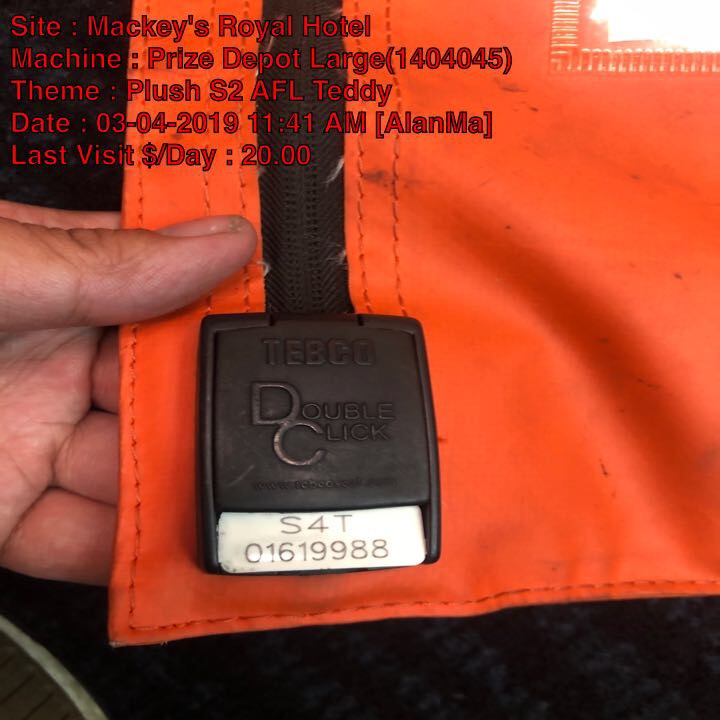 Site : Mackey's Royal Hotel
Machine : Prize Depot Large(1404045)
Theme : Plush S2 AFL Teddy
Date : 03-04-2019 11:41 AM [AlanMa]
Last Visit $/Day : 20.00
TEBCO
DOUBLE
CLICK
S4T
01619988